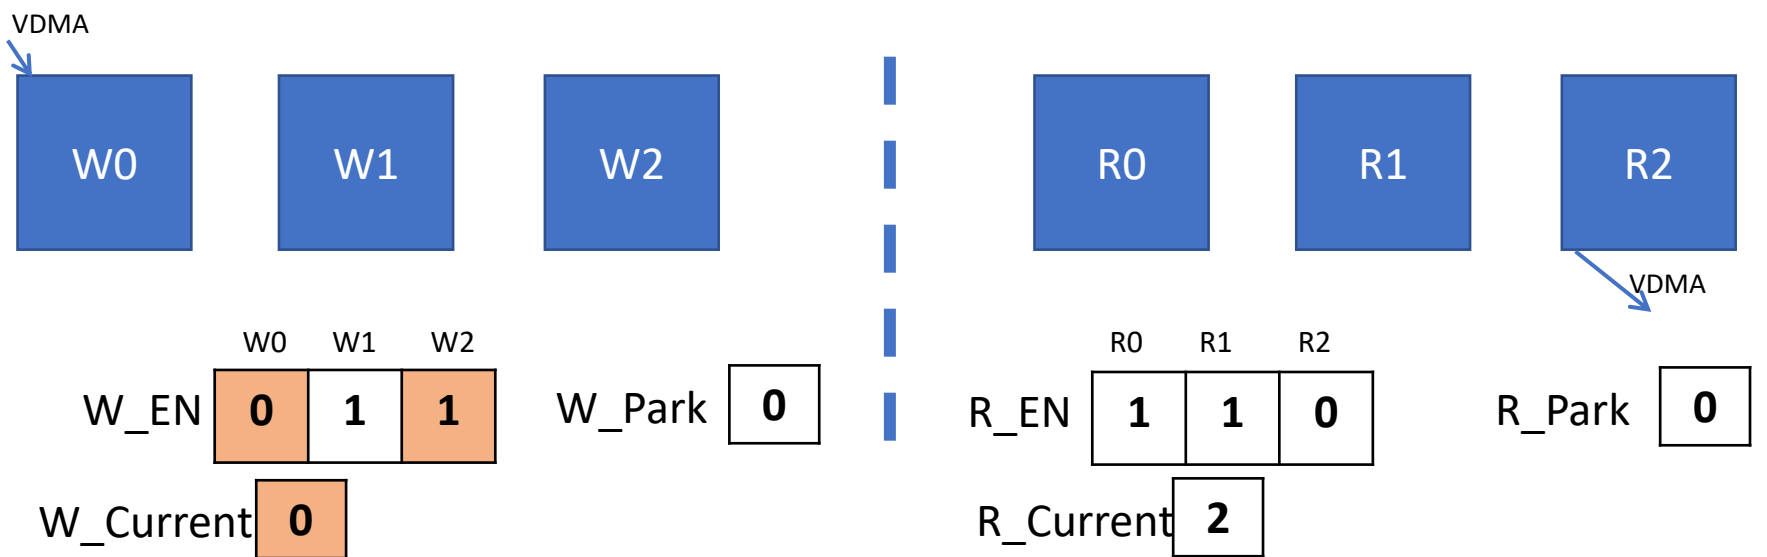 VDMA
W0 W1 W2
R0 R1 R2
VDMA
W0 W1 W2
W_EN 0 1 1
W_Park 0
W_Current 0
R0 R1 R2
R_EN 1 1 0
R_Park 0
R_Current 2